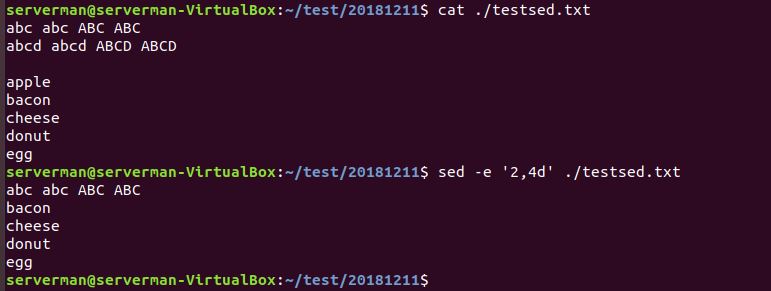 serverman@serverman-VirtualBox:~/test/20181211$ cat ./testsed.txt
abc abc ABC ABC
abcd abcd ABCD ABCD

apple
bacon
cheese
donut
egg
serverman@serverman-VirtualBox:~/test/20181211$ sed -e '2,4d' ./testsed.txt
abc abc ABC ABC
bacon
cheese
donut
egg
serverman@serverman-VirtualBox:~/test/20181211$